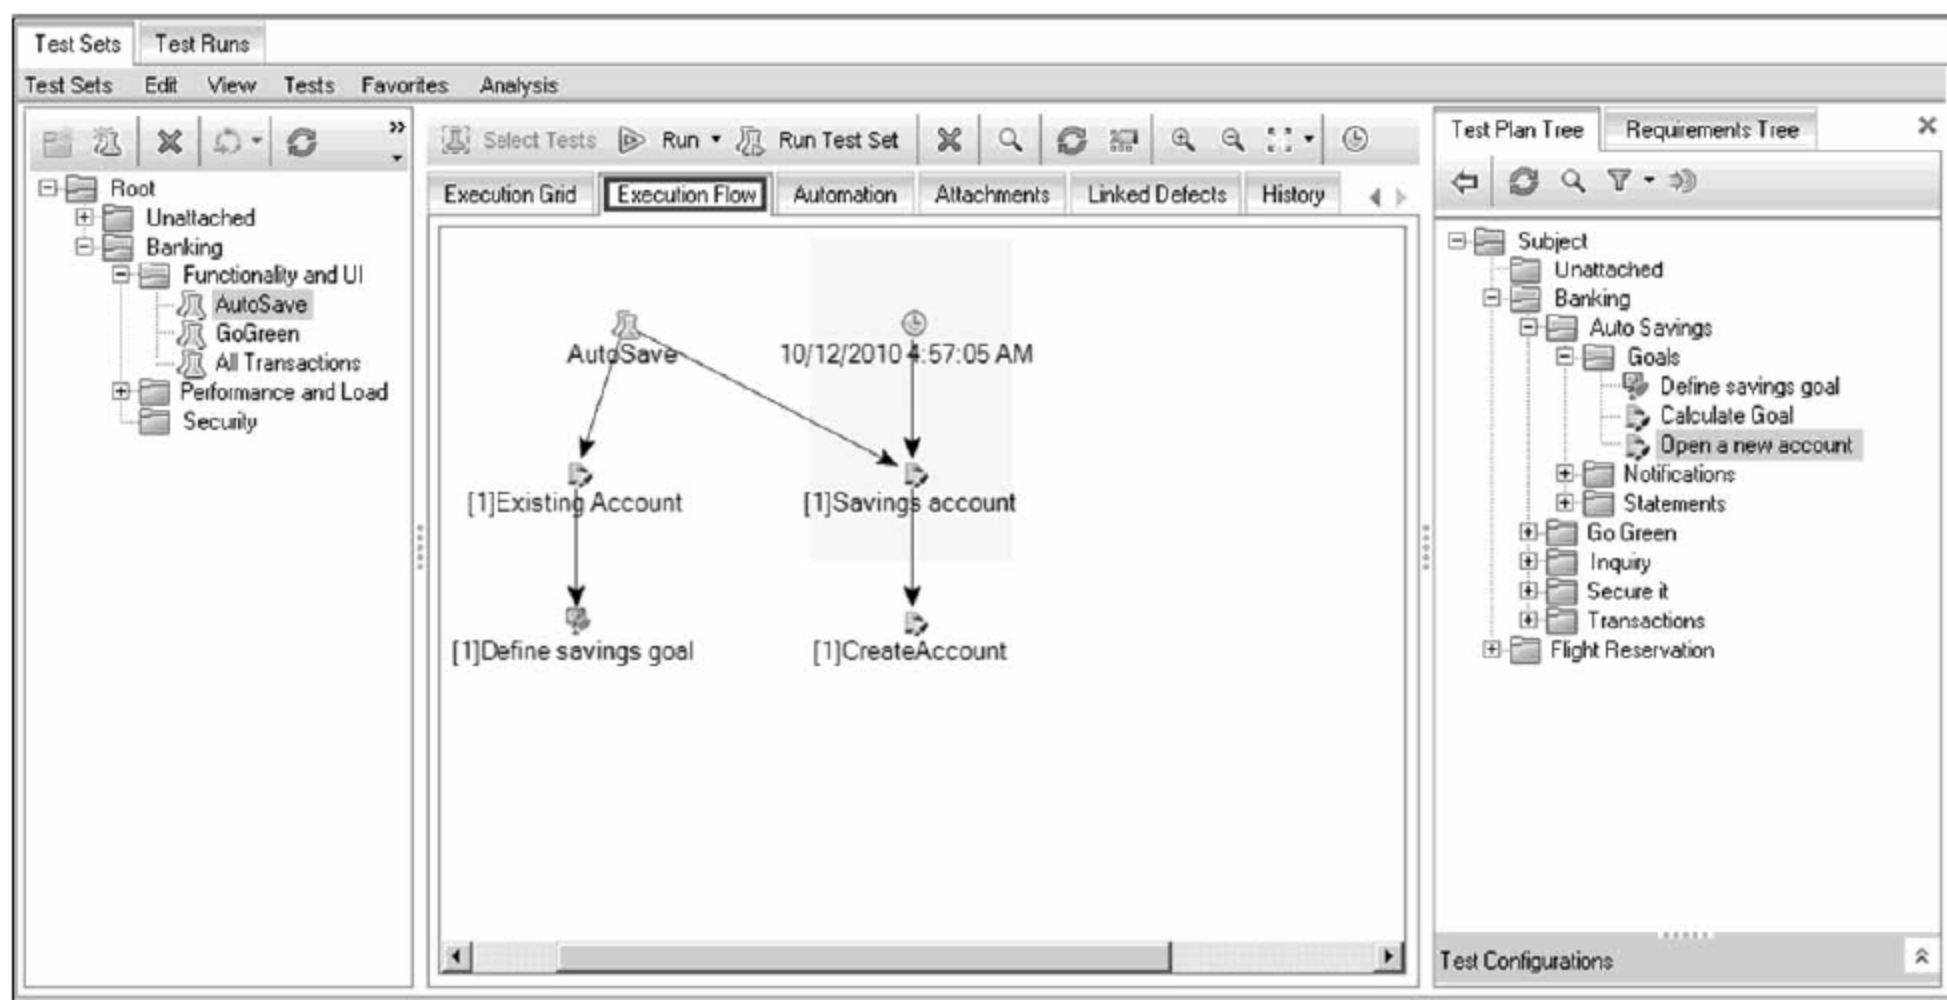 Test Sets Test Runs
Test Sets Edit View Tests Favorites Analysis
Root
Unattached
Banking
Functionality and UI
AutoSave
GoGreen
All Transactions
Performance and Load
Security
Select Tests Run Run Test Set
Execution Grid Execution Flow Automation Attachments Linked Defects History
AutoSave
10/12/2010 4:57:05 AM
[1]Existing Account
[1]Savings account
[1]Define savings goal
[1]CreateAccount
Test Plan Tree Requirements Tree
Subject
Unattached
Banking
Auto Savings
Goals
Define savings goal
Calculate Goal
Open a new account
Notifications
Statements
Go Green
Inquiry
Secure it
Transactions
Flight Reservation
Test Configurations